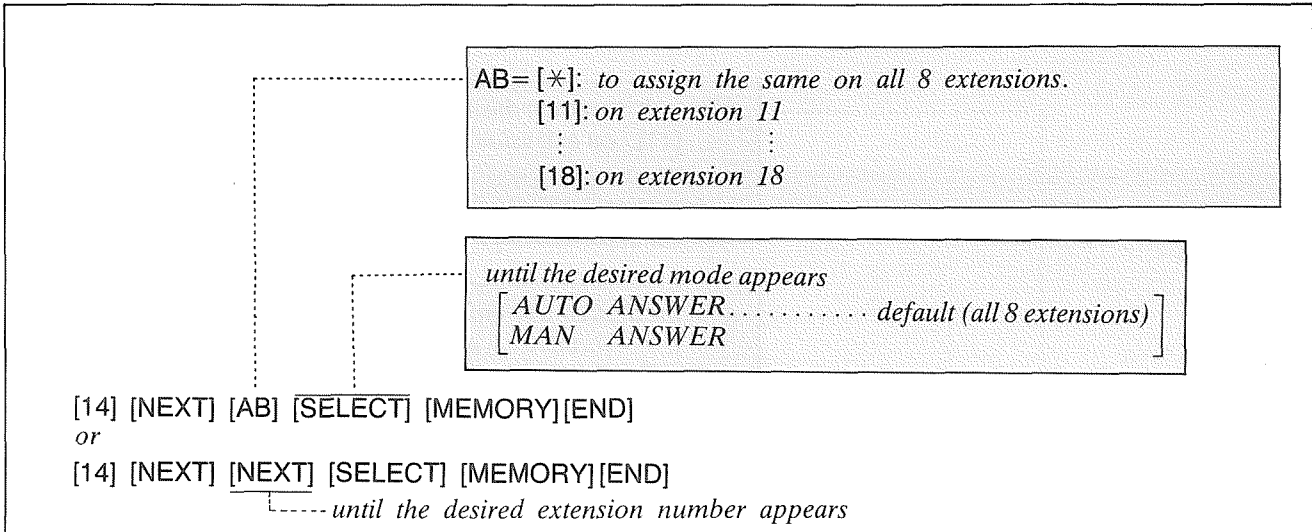 AB=[*]: to assign the same on all 8 extensions.
[11]: on extension 11
[18]: on extension 18
until the desired mode appears
AUTO ANSWER........... default (all 8 extensions)
MAN ANSWER
[14] [NEXT] [AB] [SELECT] [MEMORY] [END]
or
[14] [NEXT] [NEXT] [SELECT] [MEMORY] [END]
until the desired extension number appears